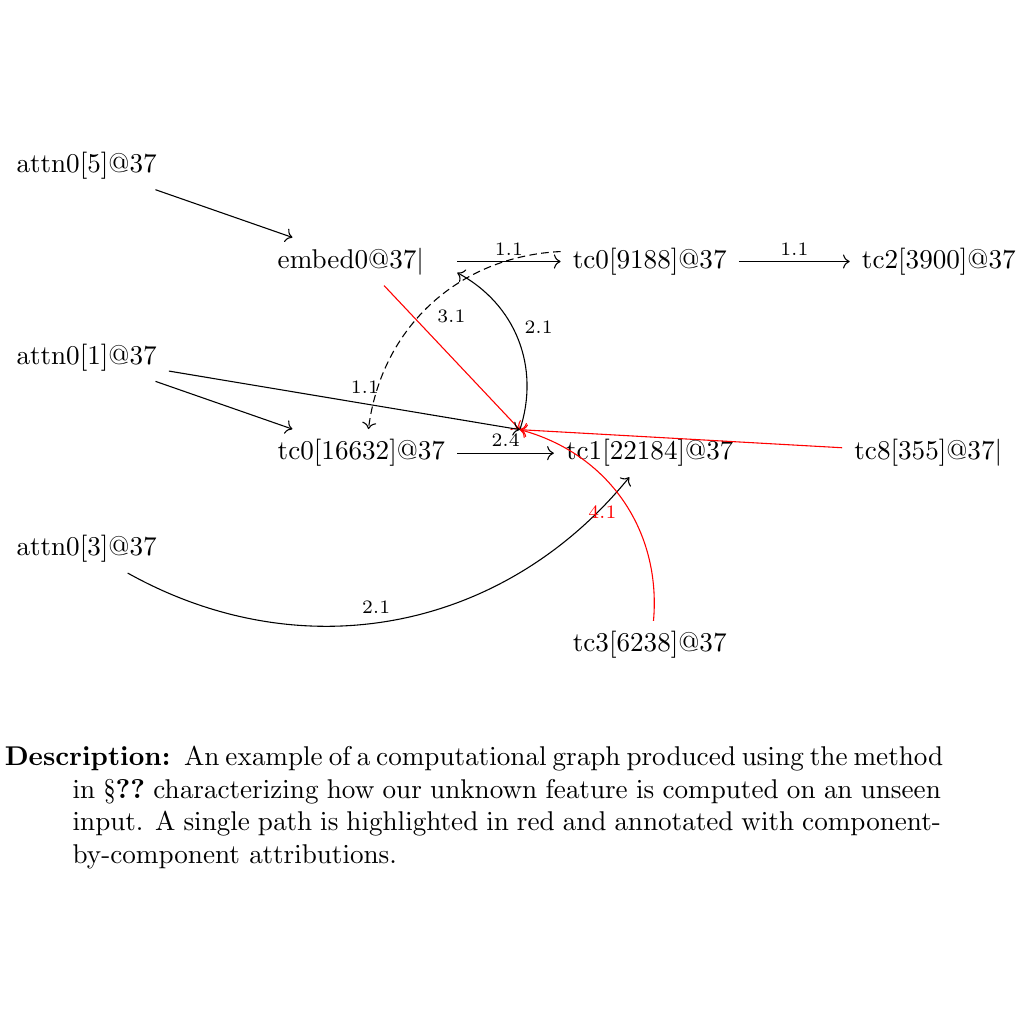 attn0[5]@37
embed0@37|
1.1
tc0[9188]@37
1.1
tc2[3900]@37
3.1
2.1
attn0[1]@37
1.1
tc0[16632]@37
2.4
tc1[22184]@37
tc8[355]@37|
4.1
attn0[3]@37
2.1
tc3[6238]@37
Description: An example of a computational graph produced using the method
in §?? characterizing how our unknown feature is computed on an unseen
input. A single path is highlighted in red and annotated with component-
by-component attributions.